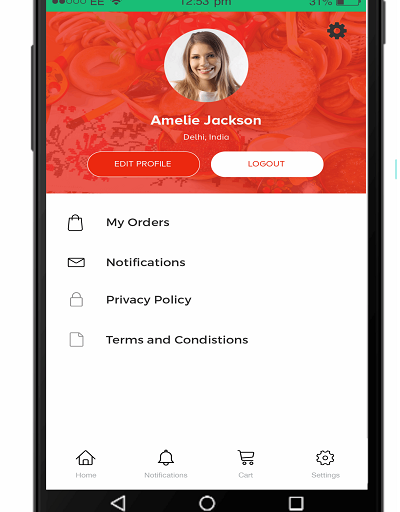 EE 12:53 pm 31%
Amelie Jackson
Delhi, India
EDIT PROFILE LOGOUT
My Orders
Notifications
Privacy Policy
Terms and Condistions
Home Notifications Cart Settings